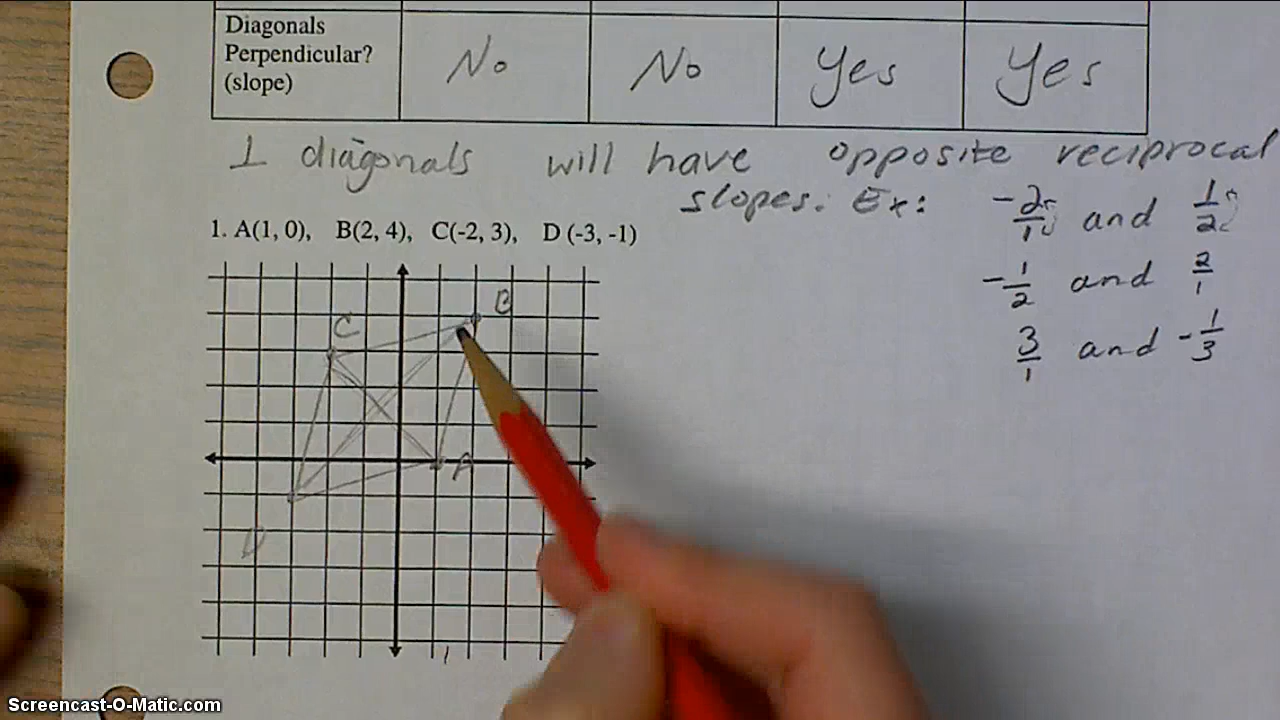 Diagonals
Perpendicular?
(slope)
No
No
Yes
Yes
⊥ diagonals will have opposite reciprocal
slopes. Ex: -2/1 and 1/2
-1/2 and 2/1
3/1 and -1/3
1. A(1, 0), B(2, 4), C(-2, 3), D (-3, -1)
B
C
A
D
Screencast-O-Matic.com